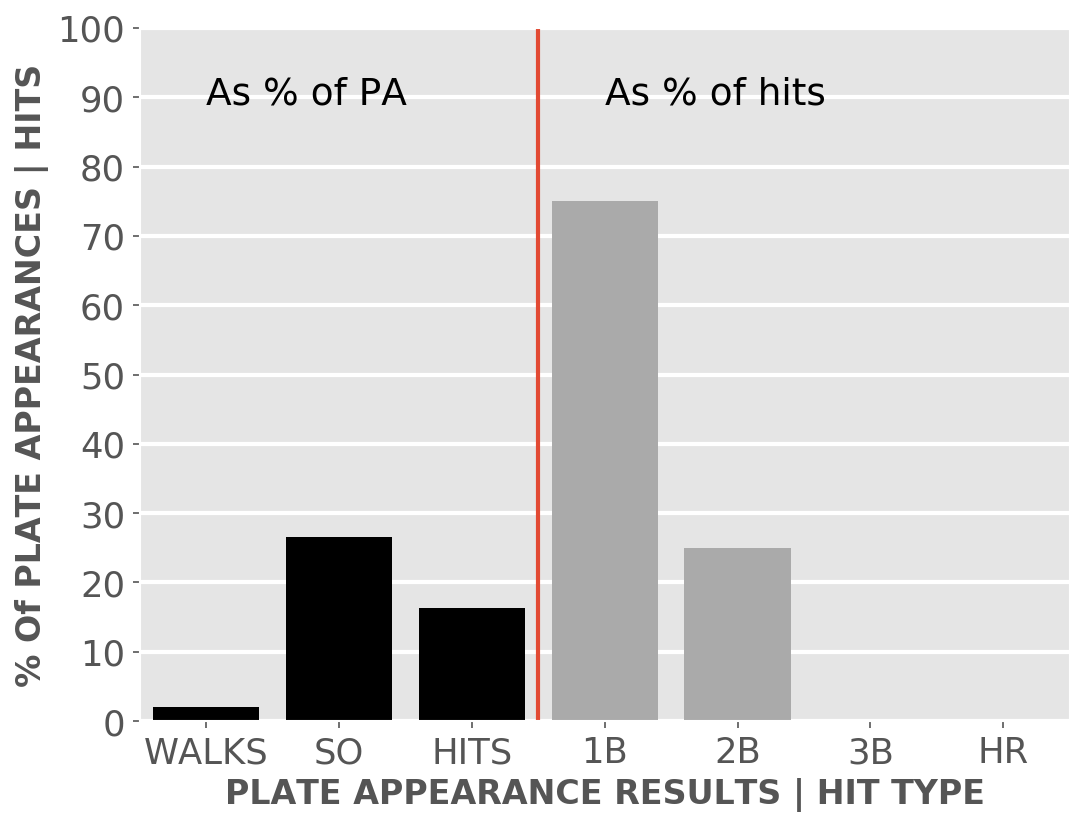 % Of PLATE APPEARANCES | HITS
100
90
80
70
60
50
40
30
20
10
0
As % of PA
As % of hits
WALKS SO HITS 1B 2B 3B HR
PLATE APPEARANCE RESULTS | HIT TYPE